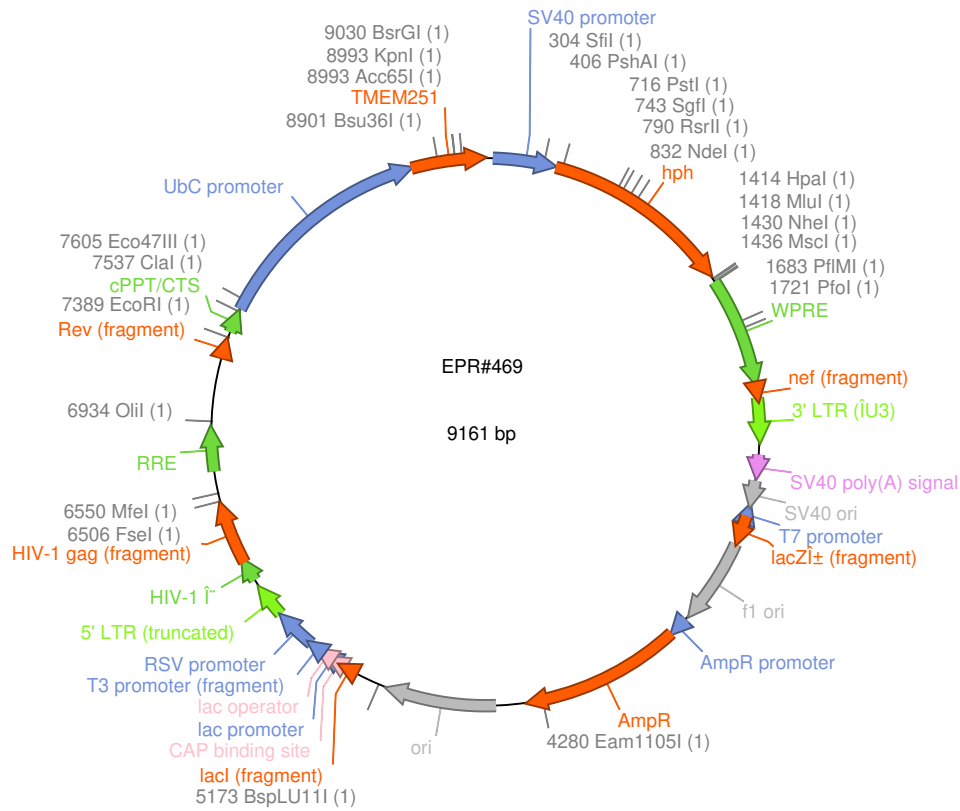 SV40 promoter
9030 BsrGI (1)
304 SfiI (1)
8993 KpnI (1)
406 PshAI (1)
8993 Acc65I (1)
716 PstI (1)
TMEM251
743 SgfI (1)
8901 Bsu36I (1)
790 RsrII (1)
832 NdeI (1)
hph
UbC promoter
1414 HpaI (1)
1418 MluI (1)
1430 NheI (1)
1436 MscI (1)
7605 Eco47III (1)
7537 ClaI (1)
1683 PflMI (1)
cPPT/CTS
1721 PfoI (1)
7389 EcoRI (1)
WPRE
Rev (fragment)
EPR#469
nef (fragment)
6934 OliI (1)
3' LTR (ÎU3)
9161 bp
RRE
SV40 poly(A) signal
6550 MfeI (1)
SV40 ori
6506 FseI (1)
T7 promoter
HIV-1 gag (fragment)
lacZÎ± (fragment)
HIV-1 Î¨
f1 ori
5' LTR (truncated)
RSV promoter
AmpR promoter
T3 promoter (fragment)
lac operator
AmpR
lac promoter
4280 Eam1105I (1)
CAP binding site
ori
lacI (fragment)
5173 BspLU11I (1)